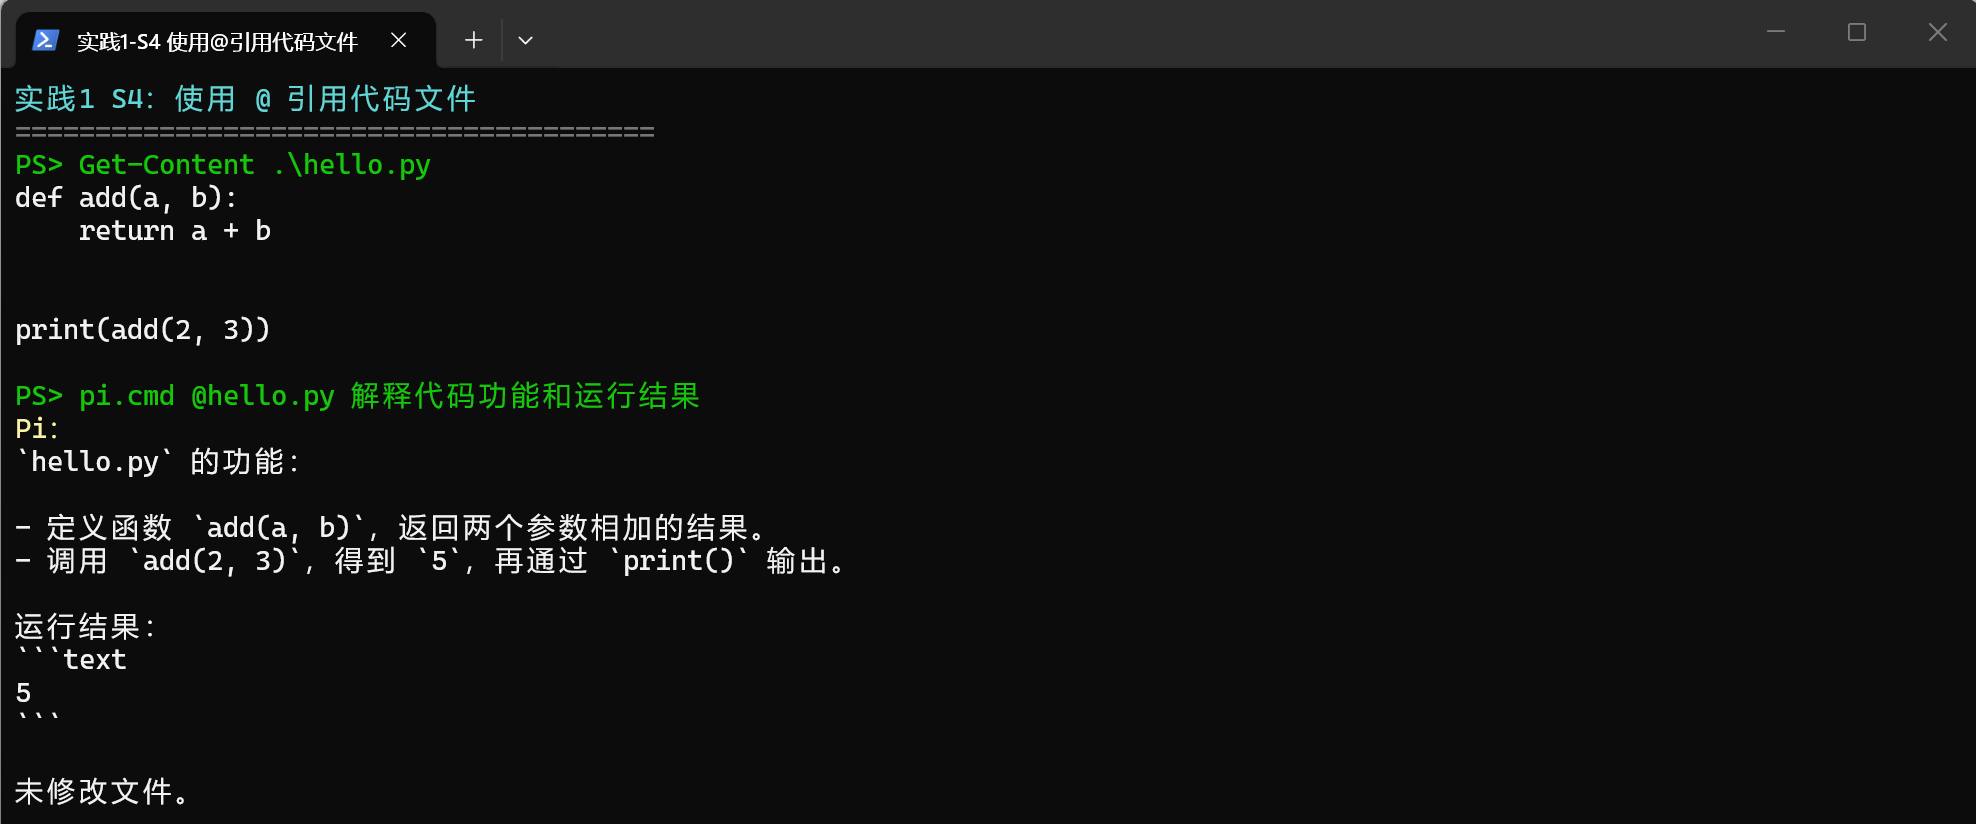 实践1-S4 使用@引用代码文件
实践1 S4：使用 @ 引用代码文件
========================================
PS> Get-Content .\hello.py
def add(a, b):
    return a + b
print(add(2, 3))
PS> pi.cmd @hello.py 解释代码功能和运行结果
Pi：
`hello.py` 的功能：
- 定义函数 `add(a, b)`，返回两个参数相加的结果。
- 调用 `add(2, 3)`，得到 `5`，再通过 `print()` 输出。
运行结果：
```text
5
```
未修改文件。